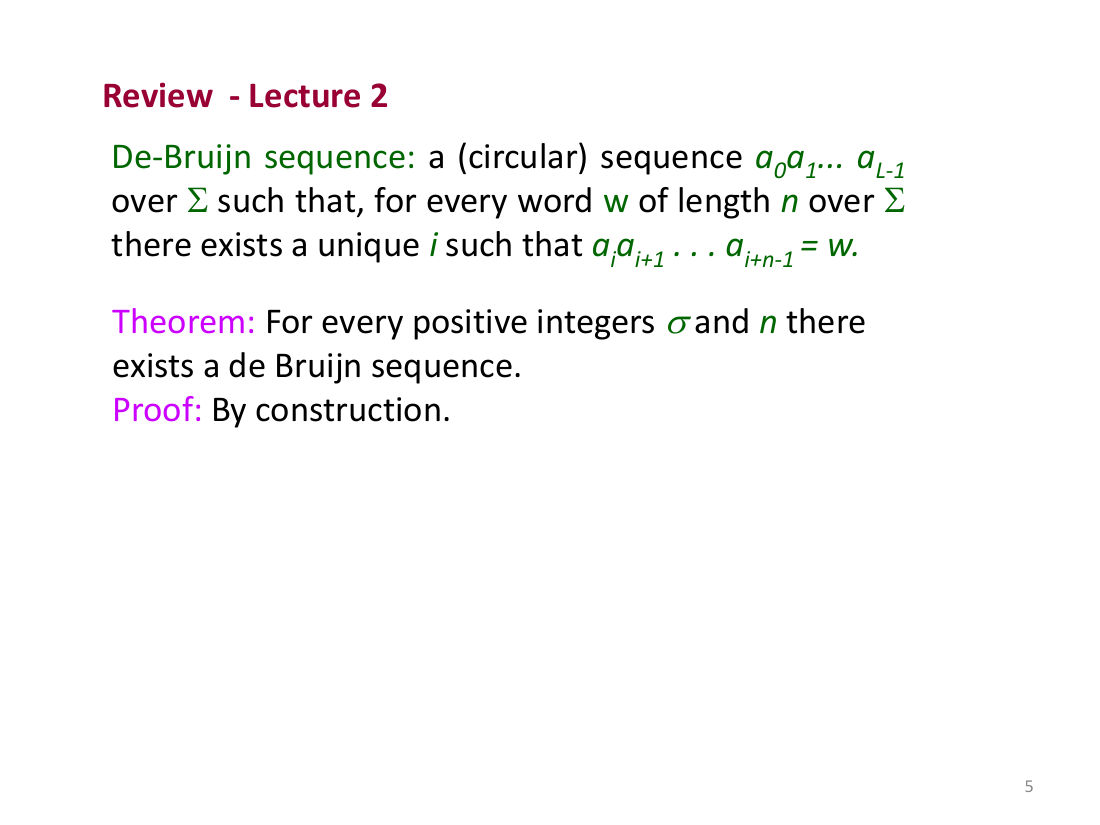 Review - Lecture 2
De-Bruijn sequence: a (circular) sequence a0a1... aL-1
over Σ such that, for every word w of length n over Σ
there exists a unique i such that aiai+1 . . . ai+n-1 = w.
Theorem: For every positive integers σ and n there
exists a de Bruijn sequence.
Proof: By construction.
5